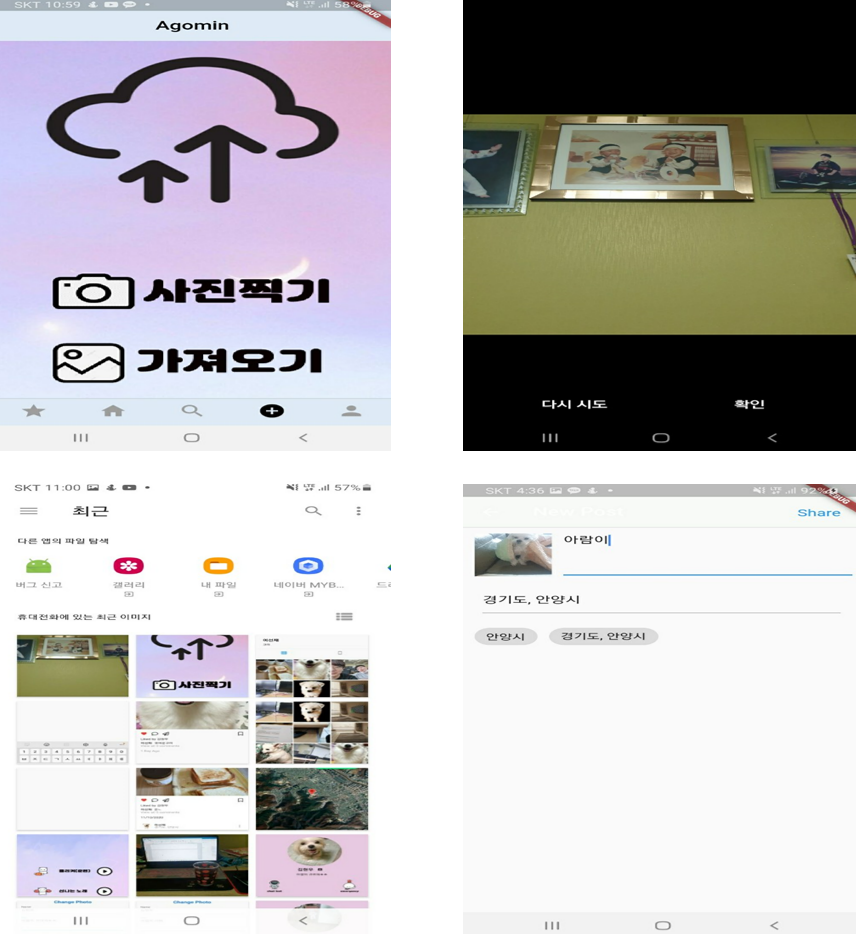 SKT 10:59
58%
DEBUG
Agomin
사진찍기
가져오기
다시 시도
확인
SKT 11:00
57%
최근
다른 앱의 파일 탐색
버그 신고
갤러리
내 파일
네이버 MYB...
휴대전화에 있는 최근 이미지
사진찍기
Change Photo
Change Photo
SKT 4:36
92%
DEBUG
Share
아람이
경기도, 안양시
안양시
경기도, 안양시